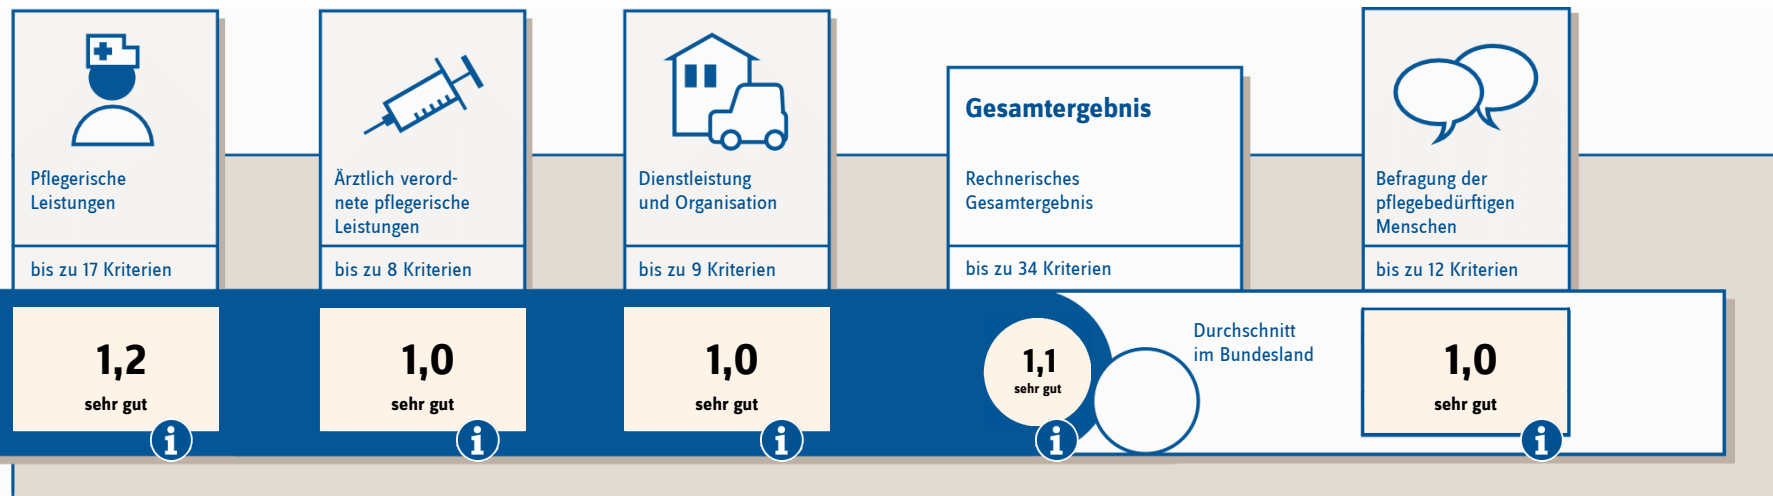 Pflegerische
Leistungen
bis zu 17 Kriterien
1,2
sehr gut
i
Ärztlich verord-
nete pflegerische
Leistungen
bis zu 8 Kriterien
1,0
sehr gut
i
Dienstleistung
und Organisation
bis zu 9 Kriterien
1,0
sehr gut
i
Gesamtergebnis
Rechnerisches
Gesamtergebnis
bis zu 34 Kriterien
1,1
sehr gut
i
Durchschnitt
im Bundesland
Befragung der
pflegebedürftigen
Menschen
bis zu 12 Kriterien
1,0
sehr gut
i